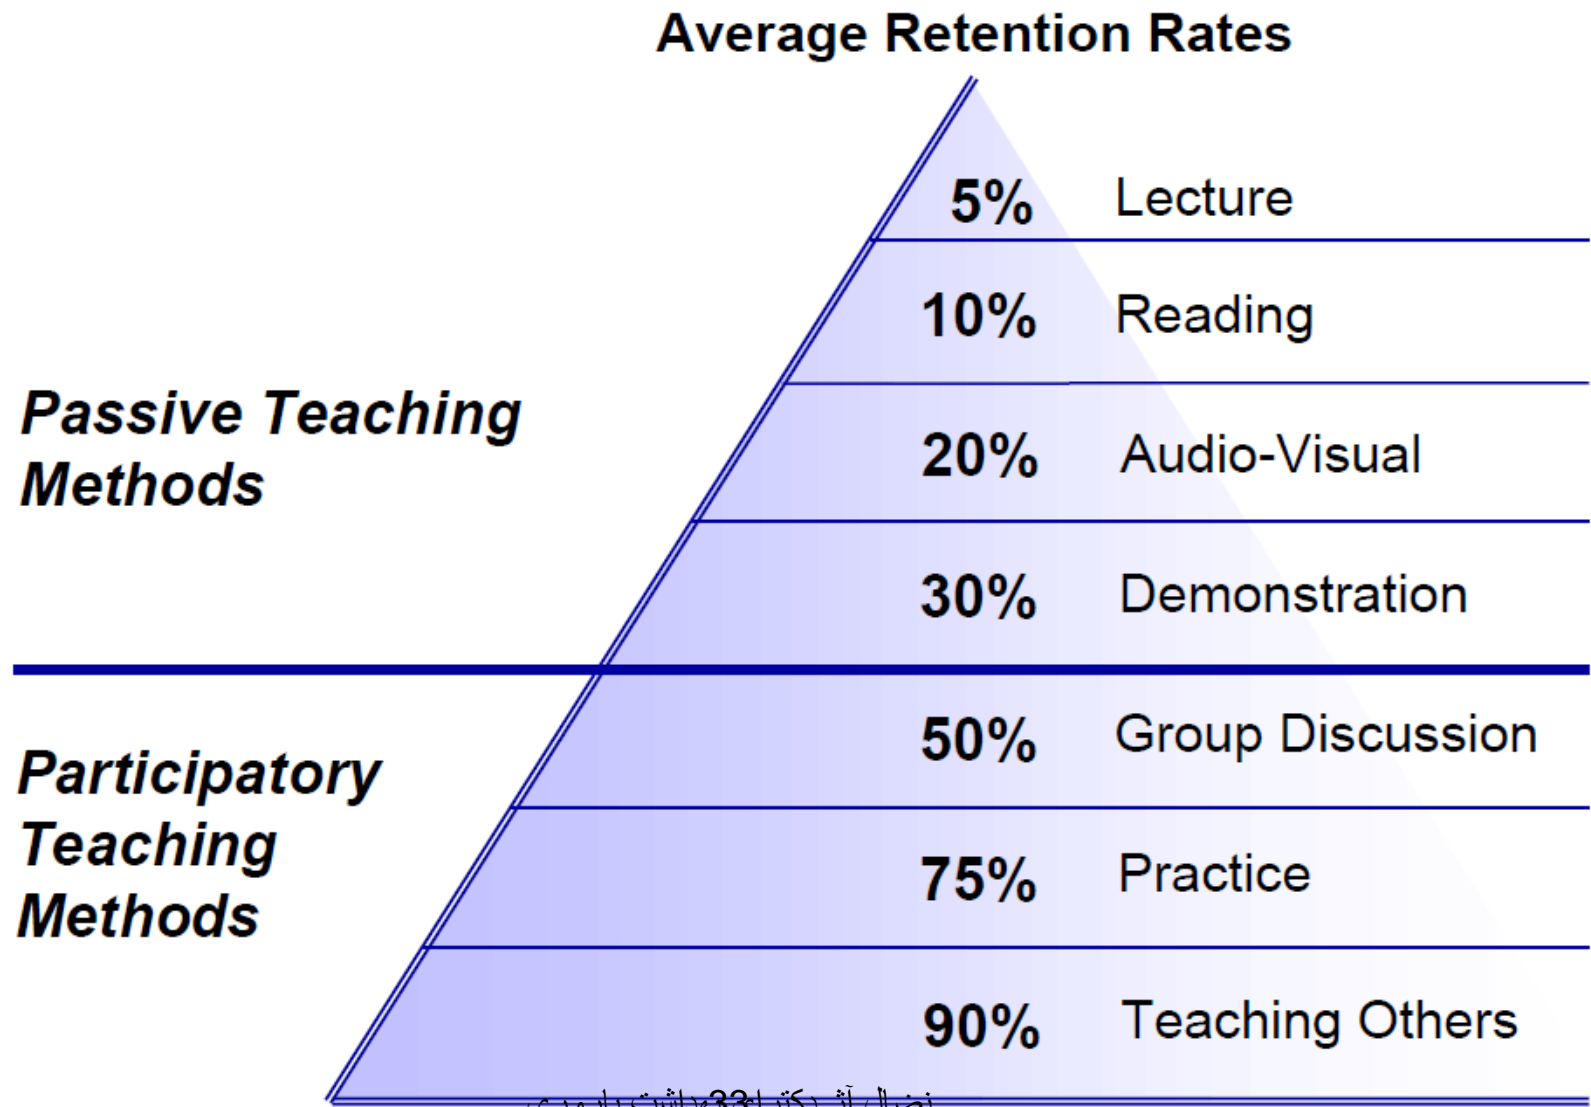 Average Retention Rates
5% Lecture
10% Reading
Passive Teaching
Methods
20% Audio-Visual
30% Demonstration
50% Group Discussion
Participatory
Teaching
Methods
75% Practice
90% Teaching Others
33